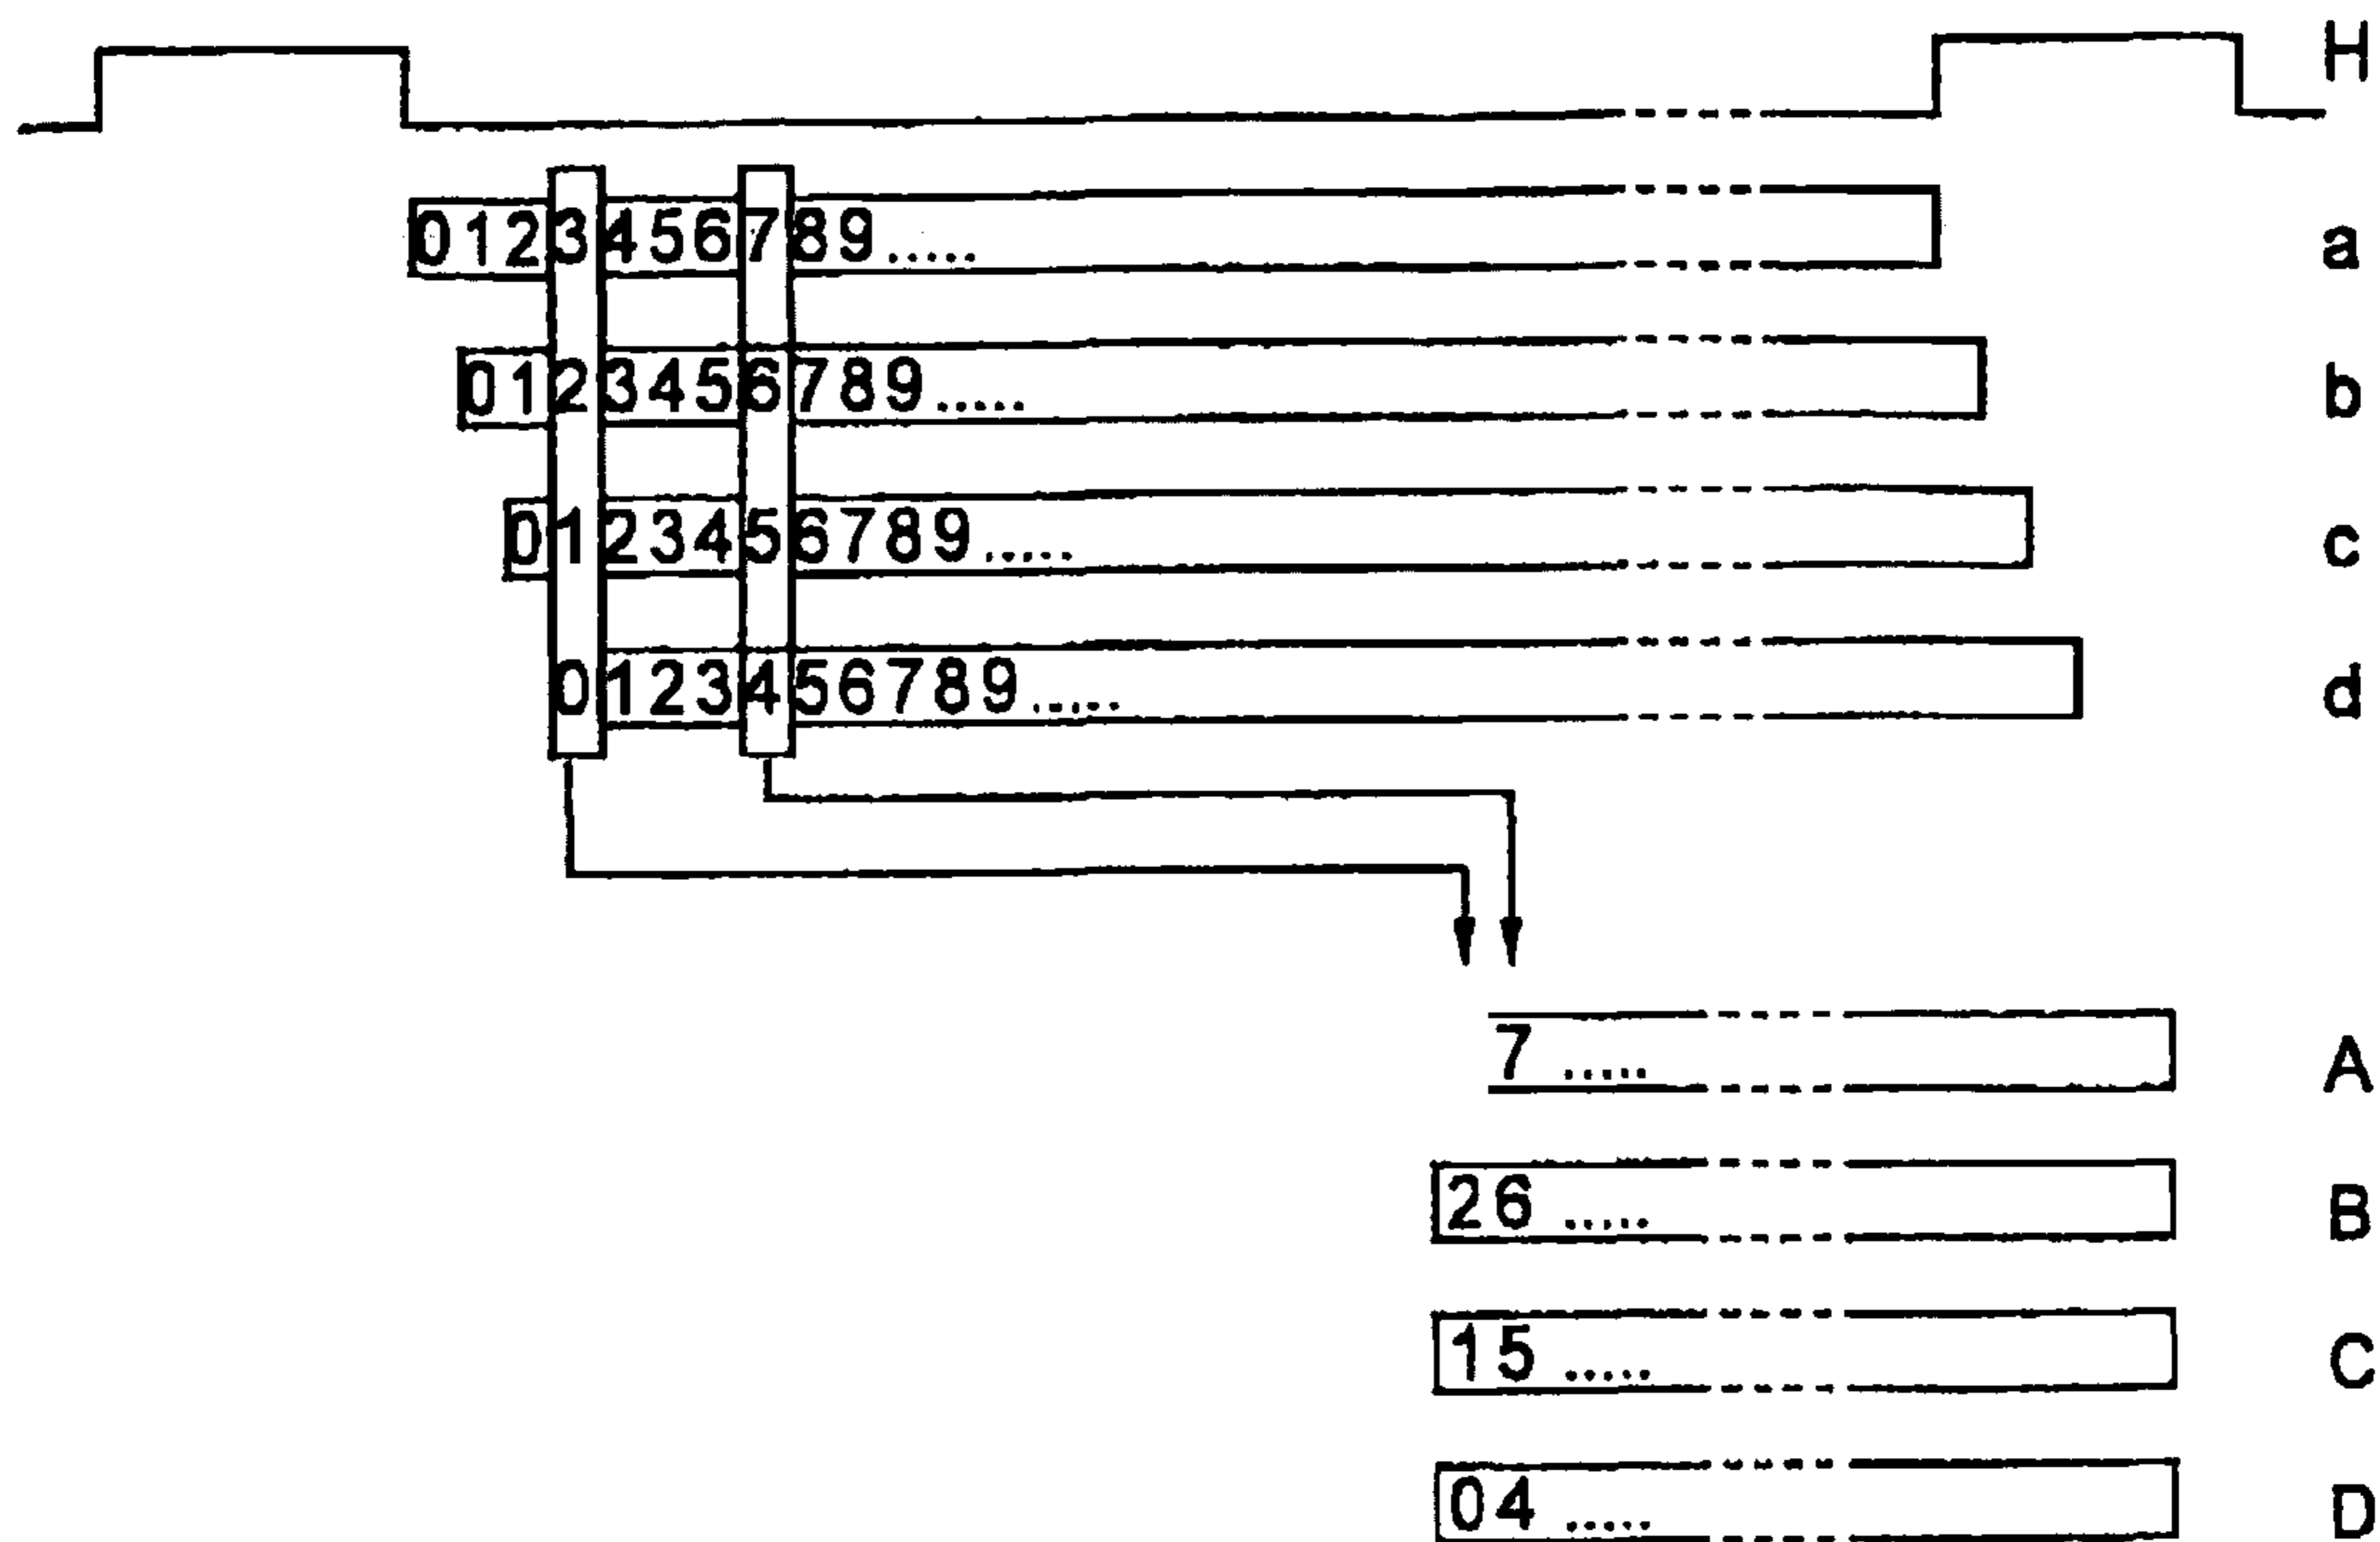 H
0123456789..... a
0123456789..... b
0123456789..... c
0123456789..... d
7 ..... A
26 ..... B
15 ..... C
04 ..... D